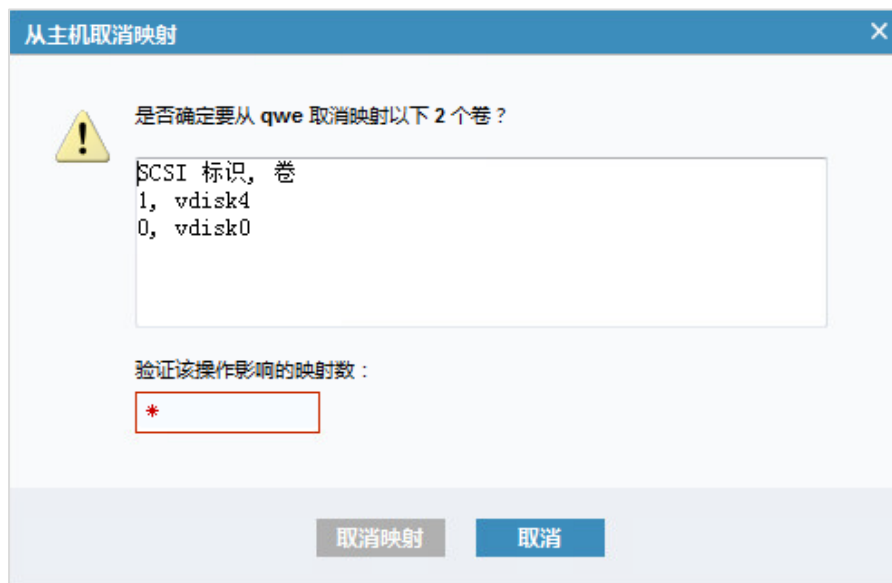 从主机取消映射
是否确定要从 qwe 取消映射以下 2 个卷？
SCSI 标识, 卷
1, vdisk4
0, vdisk0
验证该操作影响的映射数：
*
取消映射
取消